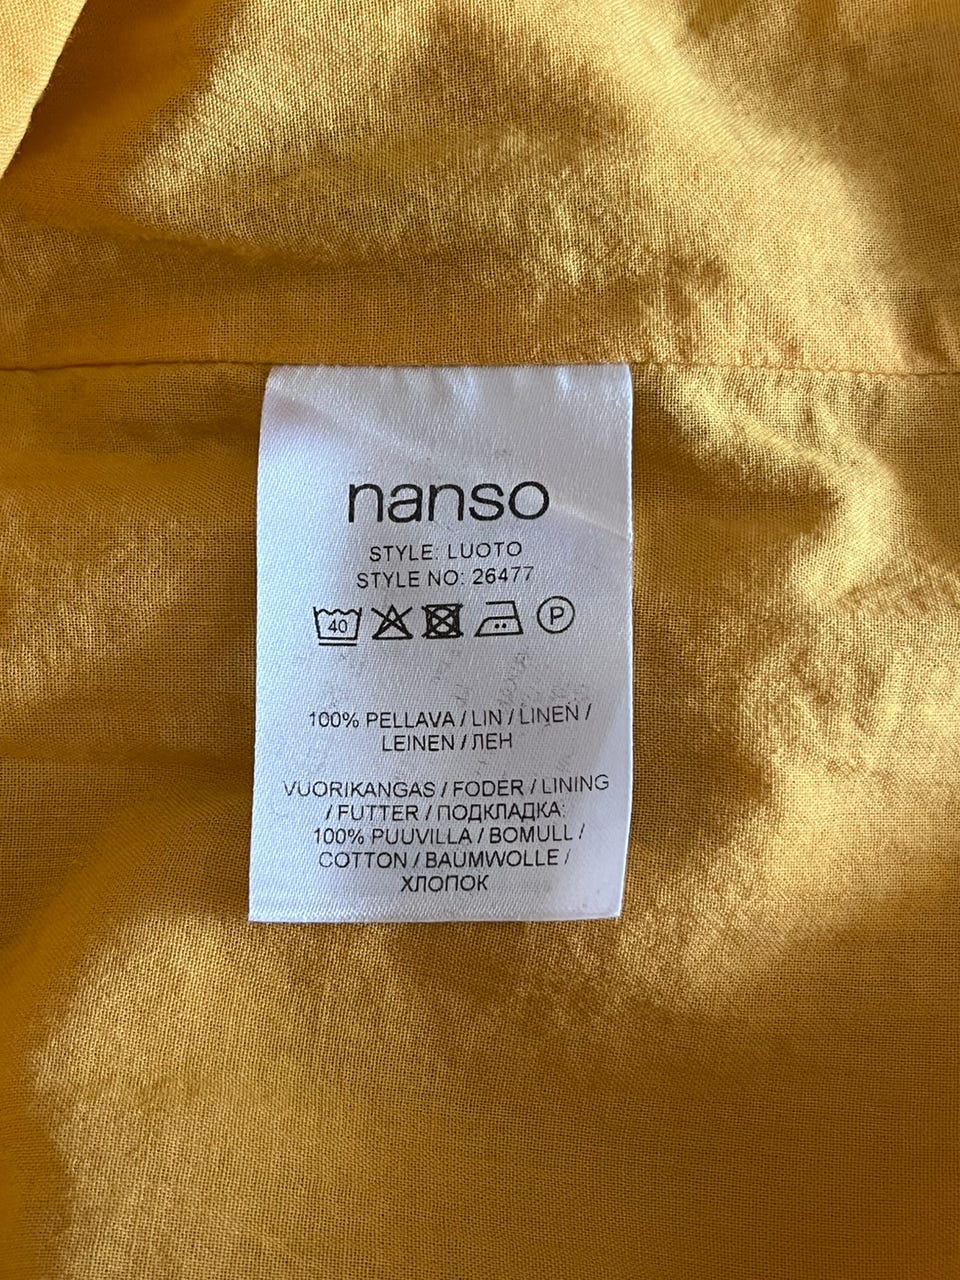 nanso
STYLE: LUOTO
STYLE NO: 26477
40 P
100% PELLAVA / LIN / LINEN /
LEINEN / ЛЕН
VUORIKANGAS / FODER / LINING
/ FUTTER / ПОДКЛАДКА:
100% PUUVILLA / BOMULL /
COTTON / BAUMWOLLE /
ХЛОПОК